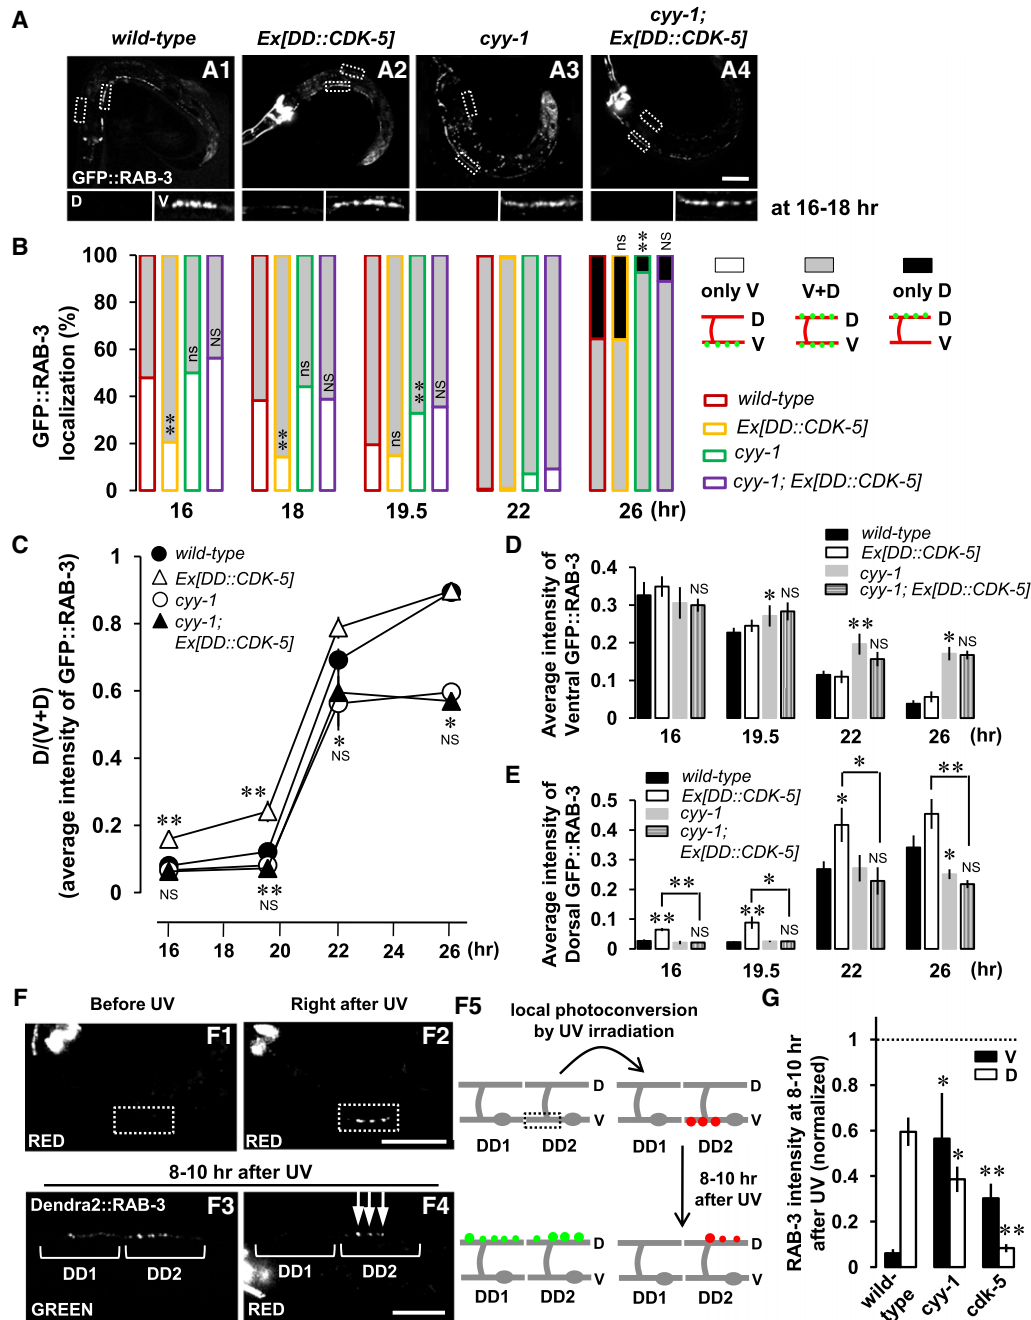 A
wild-type
Ex[DD::CDK-5]
cyy-1
cyy-1;
Ex[DD::CDK-5]
A1
A2
A3
A4
GFP::RAB-3
D
V
at 16-18 hr
B
GFP::RAB-3
localization (%)
100
80
60
40
20
0
**
ns
NS
**
ns
NS
ns
**
NS
ns
**
NS
16
18
19.5
22
26 (hr)
only V
V+D
only D
D
V
D
V
D
V
wild-type
Ex[DD::CDK-5]
cyy-1
cyy-1; Ex[DD::CDK-5]
C
D/(V+D)
(average intensity of GFP::RAB-3)
1
0.8
0.6
0.4
0.2
0
wild-type
Ex[DD::CDK-5]
cyy-1
cyy-1;
Ex[DD::CDK-5]
**
NS
**
**
NS
*
NS
*
NS
16 18 20 22 24 26 (hr)
D
Average intensity of
Ventral GFP::RAB-3
0.4
0.3
0.2
0.1
0
wild-type
Ex[DD::CDK-5]
cyy-1
cyy-1; Ex[DD::CDK-5]
NS
* NS
** NS
* NS
16 19.5 22 26 (hr)
E
Average intensity of
Dorsal GFP::RAB-3
0.5
0.4
0.3
0.2
0.1
0
wild-type
Ex[DD::CDK-5]
cyy-1
cyy-1;
Ex[DD::CDK-5]
**
** NS
*
** NS
*
* NS
**
* NS
16 19.5 22 26 (hr)
F
Before UV
Right after UV
F1
RED
F2
RED
8-10 hr after UV
Dendra2::RAB-3
F3
DD1
DD2
GREEN
F4
DD1
DD2
RED
F5
local photoconversion
by UV irradiation
D
V
DD1 DD2
D
V
DD1 DD2
8-10 hr
after UV
D
V
DD1 DD2
D
V
DD1 DD2
G
RAB-3 intensity at 8-10 hr
after UV (normalized)
1
0.8
0.6
0.4
0.2
0
V
D
*
*
**
**
wild-
type
cyy-1
cdk-5